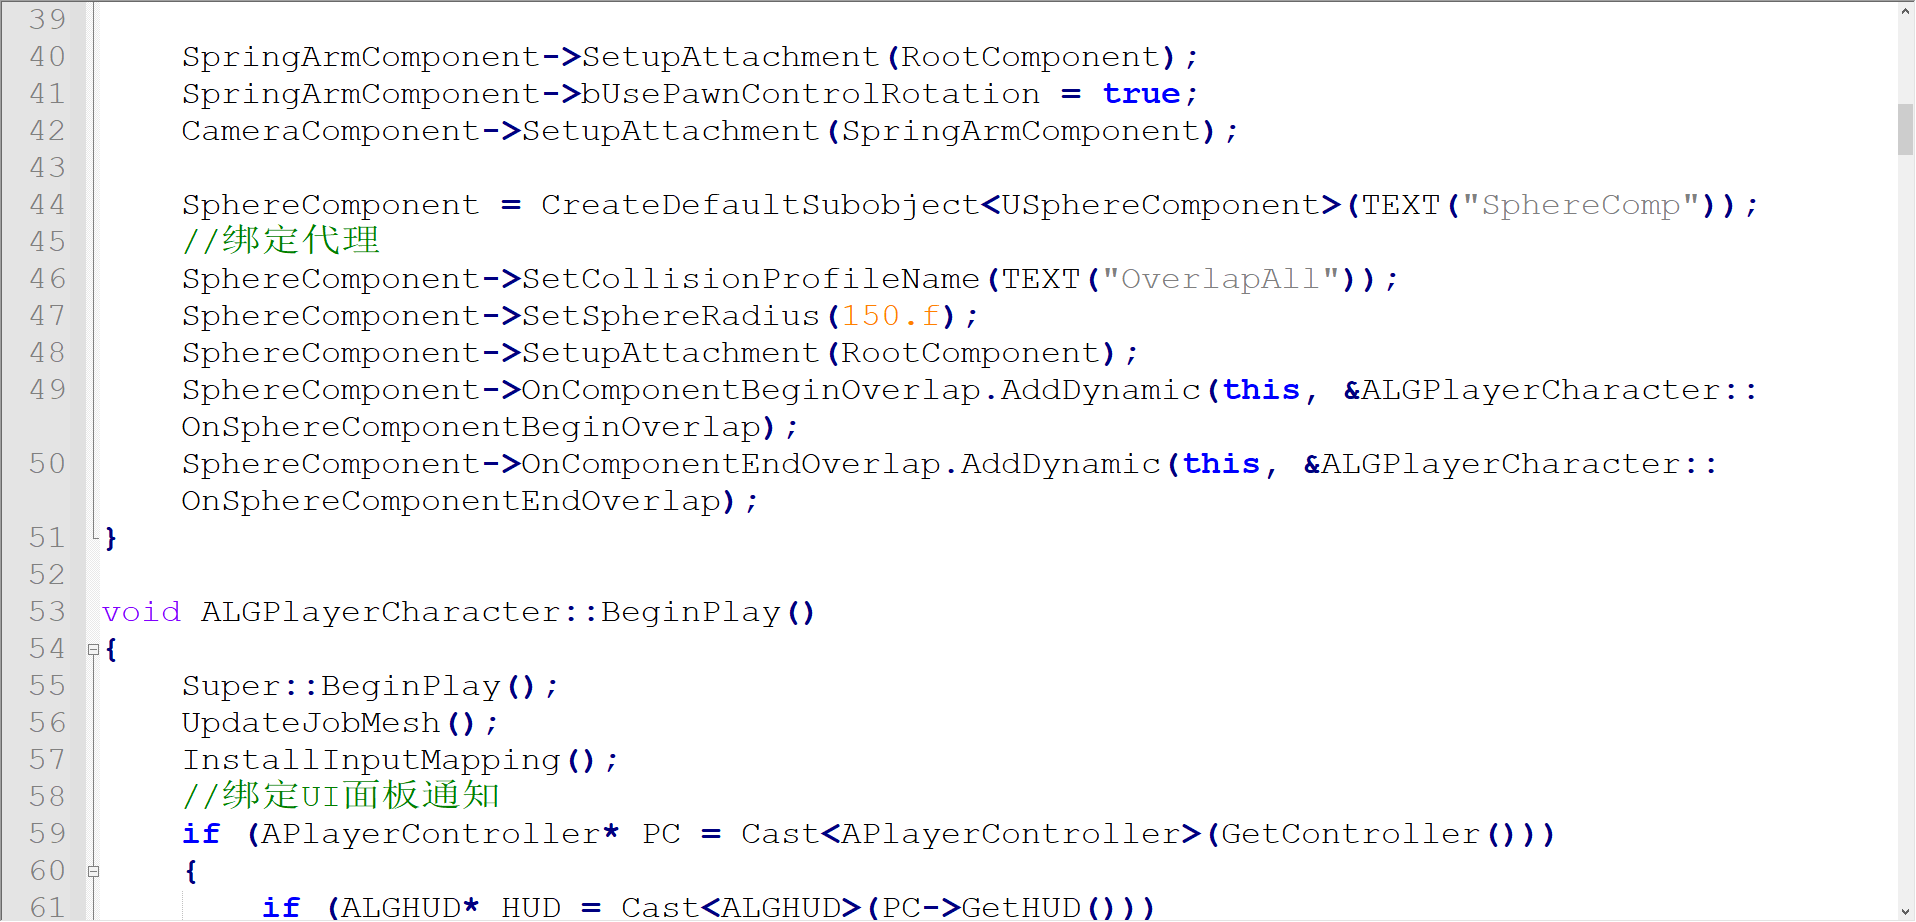 39
40 SpringArmComponent->SetupAttachment(RootComponent);
41 SpringArmComponent->bUsePawnControlRotation = true;
42 CameraComponent->SetupAttachment(SpringArmComponent);
43
44 SphereComponent = CreateDefaultSubobject<USphereComponent>(TEXT("SphereComp"));
45 //绑定代理
46 SphereComponent->SetCollisionProfileName(TEXT("OverlapAll"));
47 SphereComponent->SetSphereRadius(150.f);
48 SphereComponent->SetupAttachment(RootComponent);
49 SphereComponent->OnComponentBeginOverlap.AddDynamic(this, &ALGPlayerCharacter::
OnSphereComponentBeginOverlap);
50 SphereComponent->OnComponentEndOverlap.AddDynamic(this, &ALGPlayerCharacter::
OnSphereComponentEndOverlap);
51 }
52
53 void ALGPlayerCharacter::BeginPlay()
54 {
55 Super::BeginPlay();
56 UpdateJobMesh();
57 InstallInputMapping();
58 //绑定UI面板通知
59 if (APlayerController* PC = Cast<APlayerController>(GetController()))
60 {
61 if (ALGHUD* HUD = Cast<ALGHUD>(PC->GetHUD()))